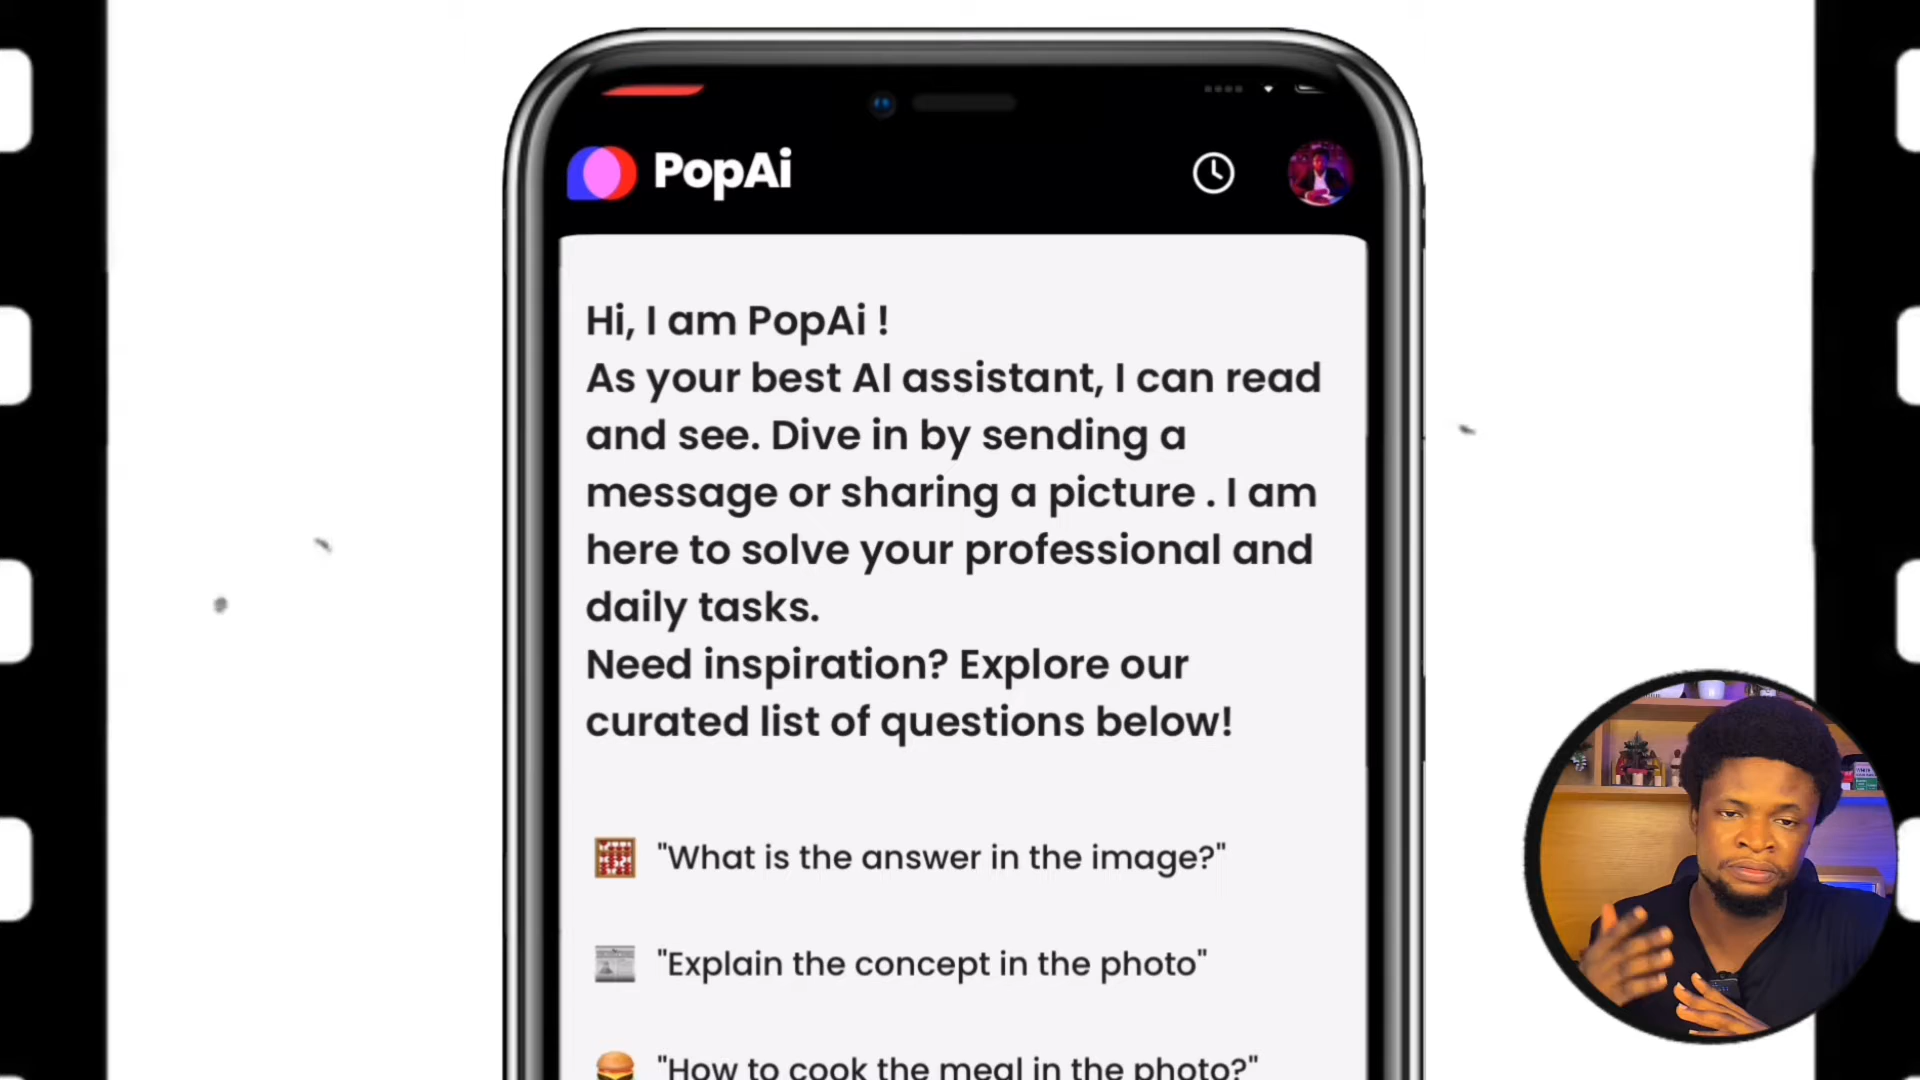 PopAi
Hi, I am PopAi !
As your best AI assistant, I can read
and see. Dive in by sending a
message or sharing a picture . I am
here to solve your professional and
daily tasks.
Need inspiration? Explore our
curated list of questions below!
"What is the answer in the image?"
"Explain the concept in the photo"
"How to cook the meal in the photo?"